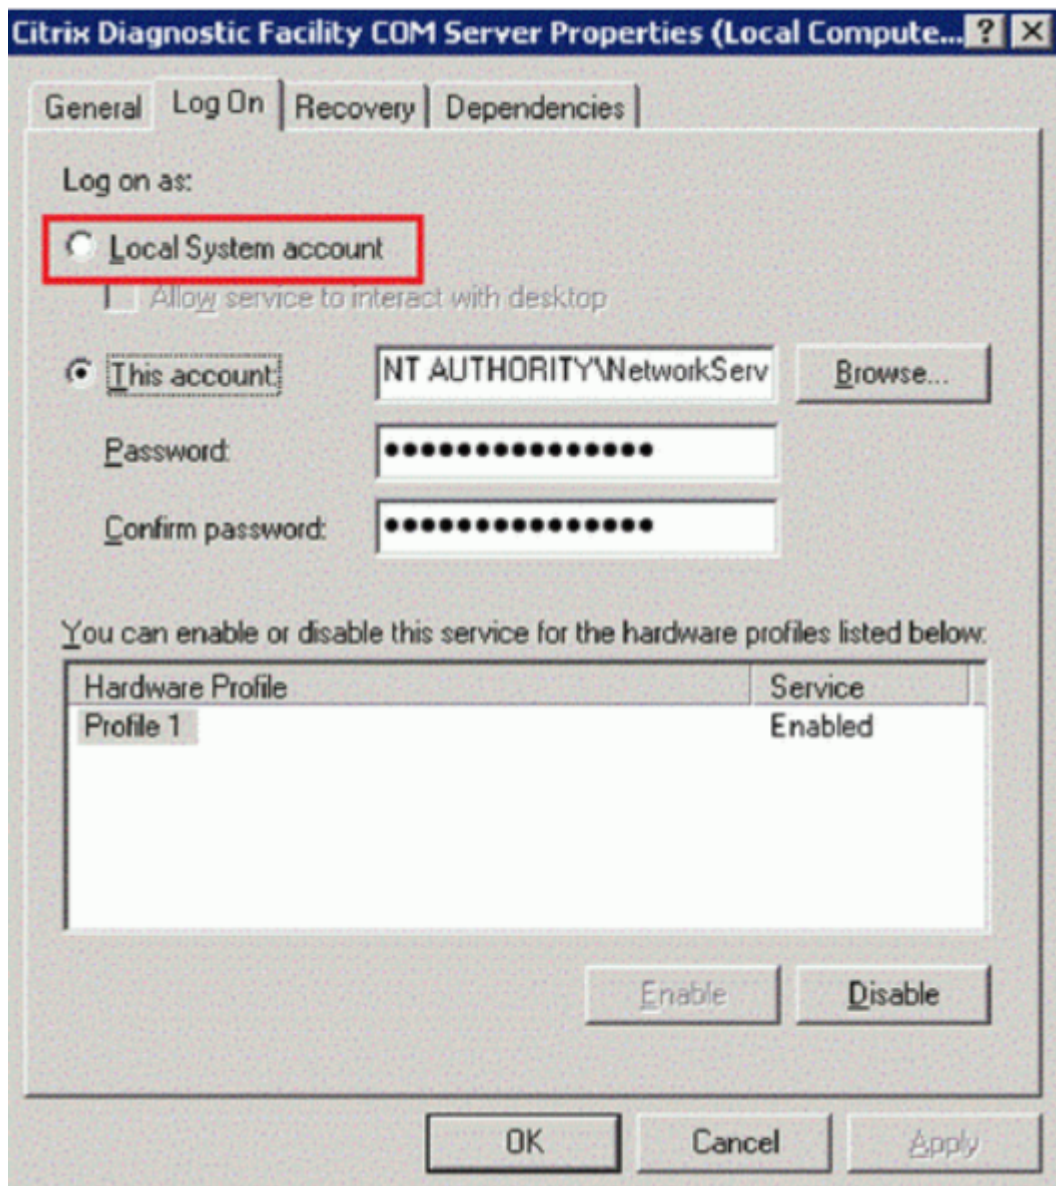 Citrix Diagnostic Facility COM Server Properties (Local Compute... ? X
General Log On Recovery Dependencies
Log on as:
Local System account
Allow service to interact with desktop
This account: NT AUTHORITY\NetworkServ Browse...
Password: ●●●●●●●●●●●●●●●
Confirm password: ●●●●●●●●●●●●●●●
You can enable or disable this service for the hardware profiles listed below:
Hardware Profile Service
Profile 1 Enabled
Enable Disable
OK Cancel Apply